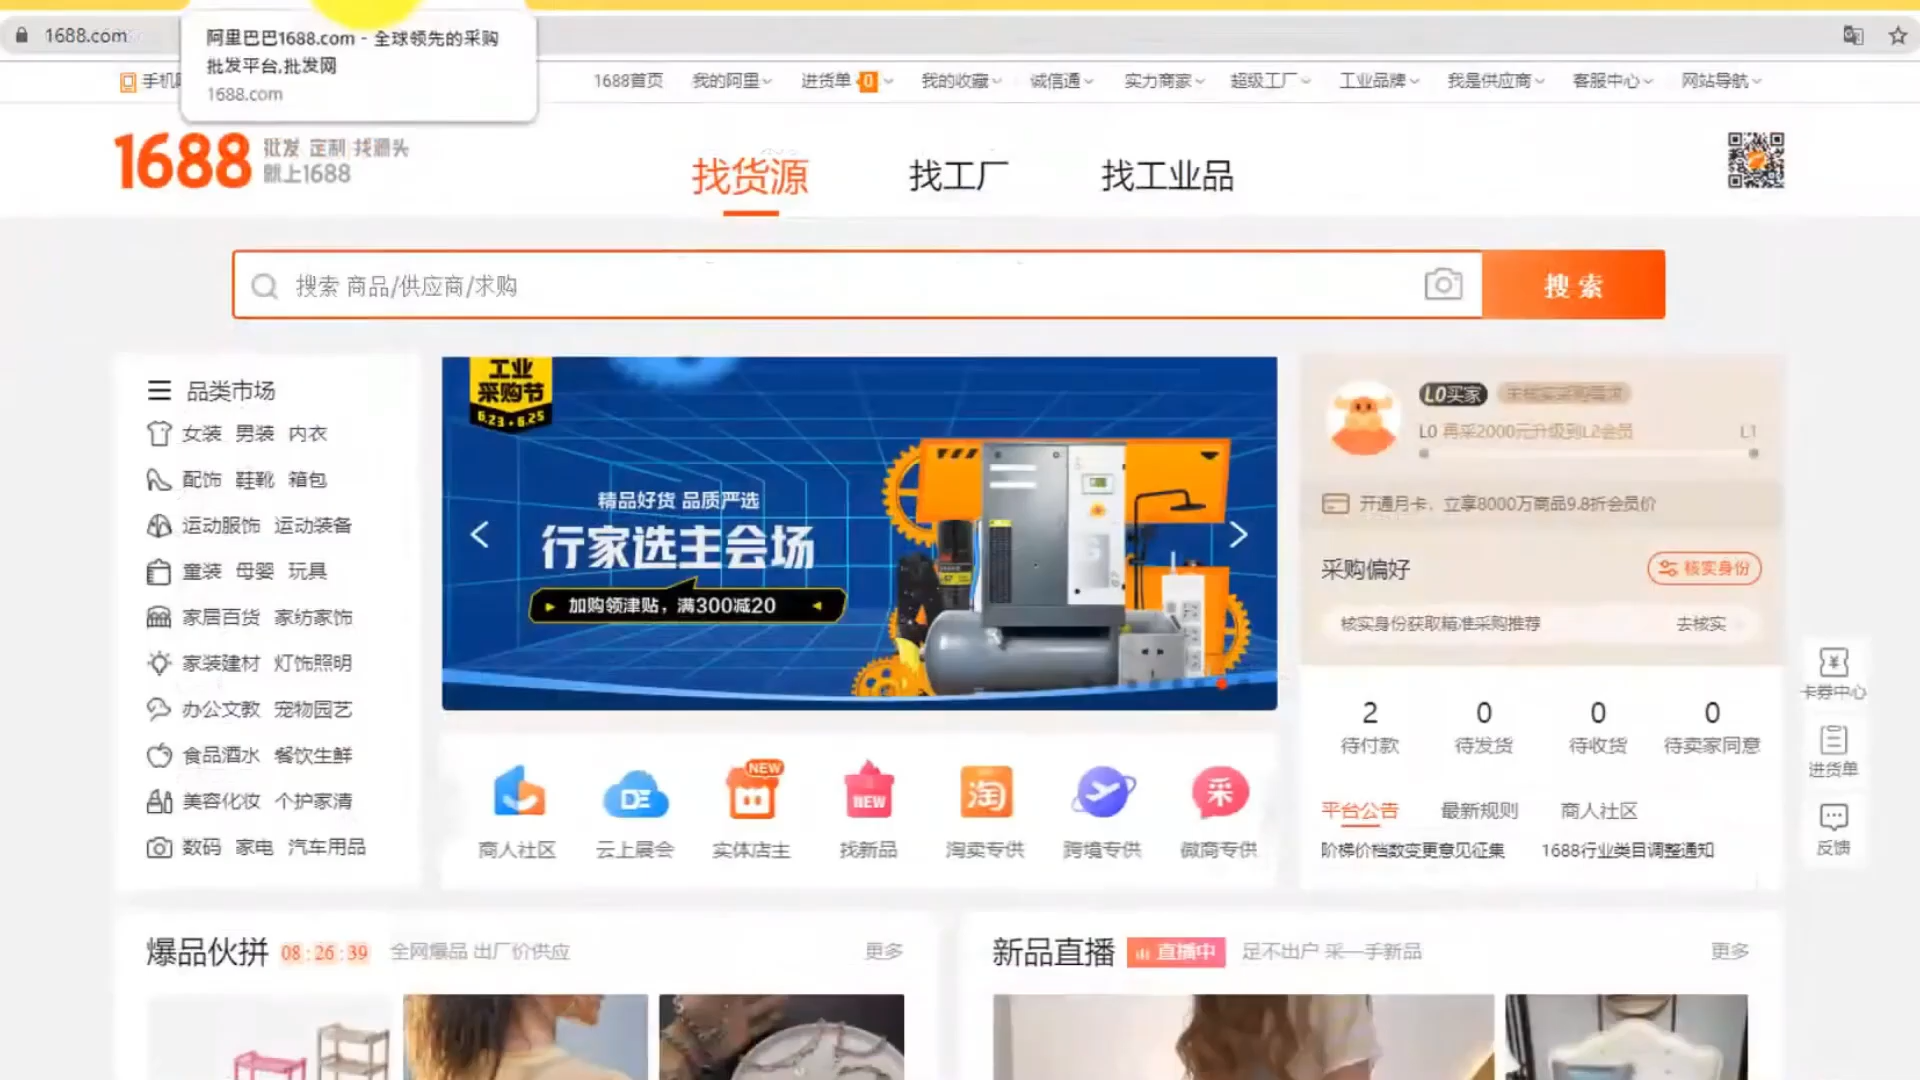 1688.com
阿里巴巴1688.com - 全球领先的采购
批发平台,批发网
1688.com
手机
1688首页 我的阿里 进货单 0 我的收藏 诚信通 实力商家 超级工厂 工业品牌 我是供应商 客服中心 网站导航
1688 批发 定制 找源头
就上1688
找货源 找工厂 找工业品
搜索 商品/供应商/求购
搜索
品类市场
女装 男装 内衣
配饰 鞋靴 箱包
运动服饰 运动装备
童装 母婴 玩具
家居百货 家纺家饰
家装建材 灯饰照明
办公文教 宠物园艺
食品酒水 餐饮生鲜
美容化妆 个护家清
数码 家电 汽车用品
工业
采购节
6.23-6.25
精品好货 品质严选
行家选主会场
加购领津贴，满300减20
NEW
DE
NEW
淘
采
商人社区 云上展会 实体店主 找新品 淘卖专供 跨境专供 微商专供
L0买家
L0 再采2000元升级到L2会员 L1
开通月卡，立享8000万商品9.8折会员价
采购偏好 核实身份
核实身份获取精准采购推荐 去核实
2 0 0 0
待付款 待发货 待收货 待卖家同意
平台公告 最新规则 商人社区
阶梯价档数变更意见征集 1688行业类目调整通知
卡券中心
进货单
反馈
爆品伙拼 08:26:39 全网爆品 出厂价供应 更多
新品直播 直播中 足不出户 采一手新品 更多